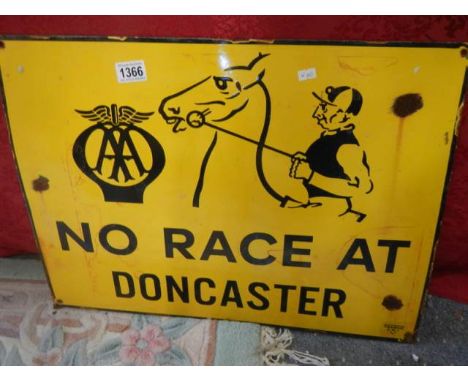 1366
AA
NO RACE AT
DONCASTER